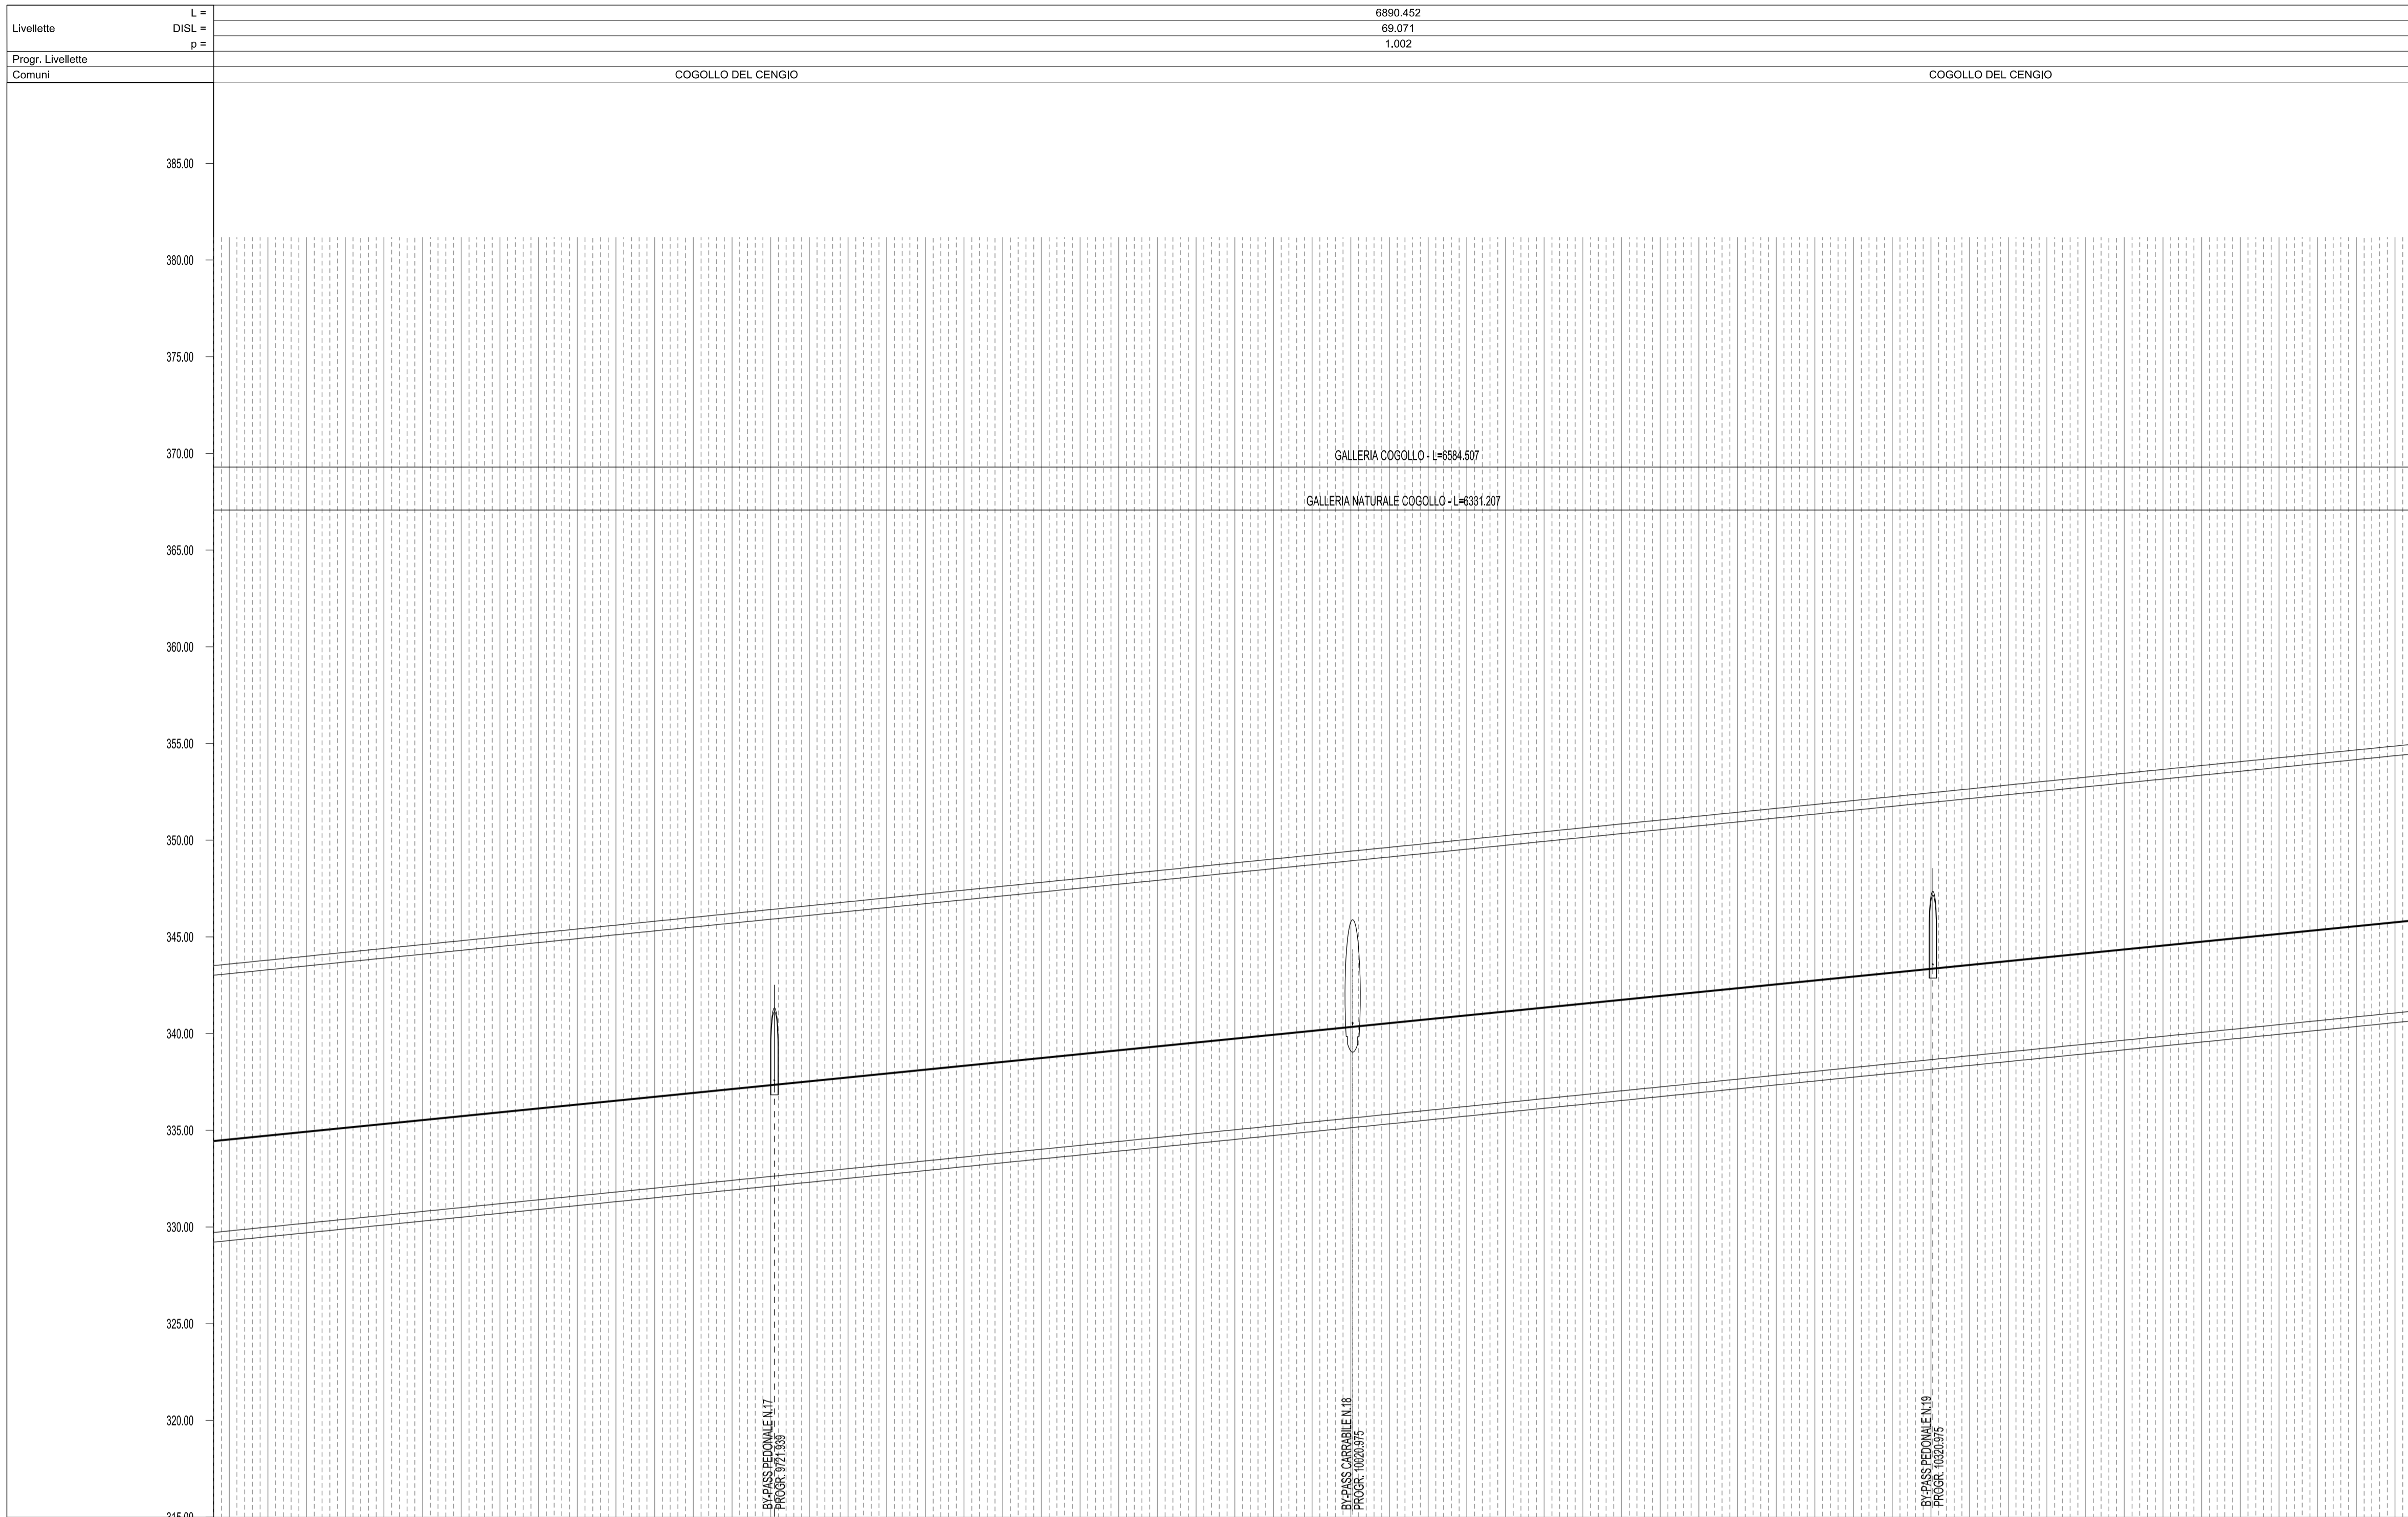 L =
6890.452
Livellette
DISL =
69.071
p =
1.002
Progr. Livellette
Comuni
COGOLLO DEL CENGIO
COGOLLO DEL CENGIO
385.00
380.00
375.00
370.00
GALLERIA COGOLLO - L=6584.507
GALLERIA NATURALE COGOLLO - L=6331.207
365.00
360.00
355.00
350.00
345.00
340.00
335.00
330.00
325.00
320.00
BY-PASS PEDONALE N.17
PROGR. 9721.939
BY-PASS CARRABILE N.18
PROGR. 10020.975
BY-PASS PEDONALE N.19
PROGR. 10320.975
315.00